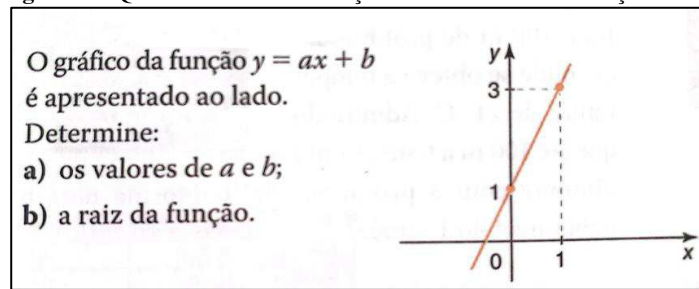 O gráfico da função y = ax + b
é apresentado ao lado.
Determine:
a) os valores de a e b;
b) a raiz da função.
y
3
1
0
1
x